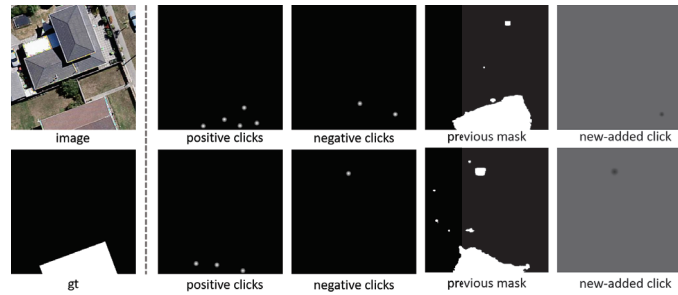 image positive clicks negative clicks previous mask new-added click
gt positive clicks negative clicks previous mask new-added click